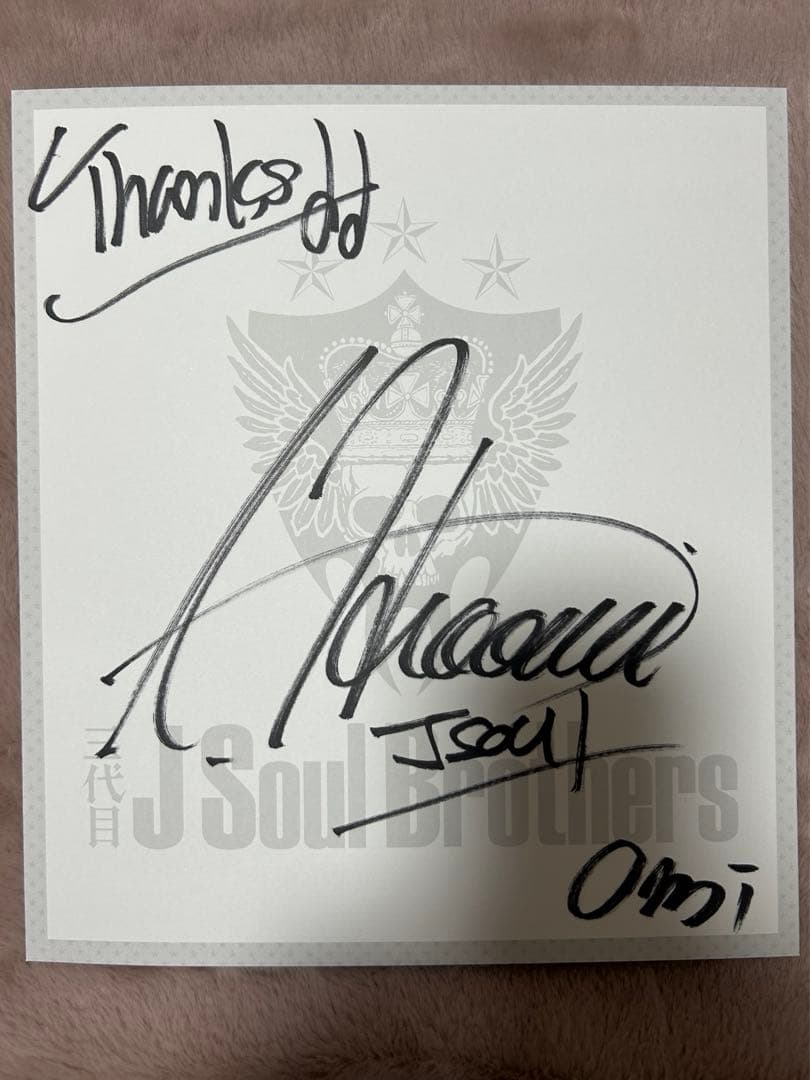 Thanks!!
J Soul
三代目 J Soul Brothers
Omi